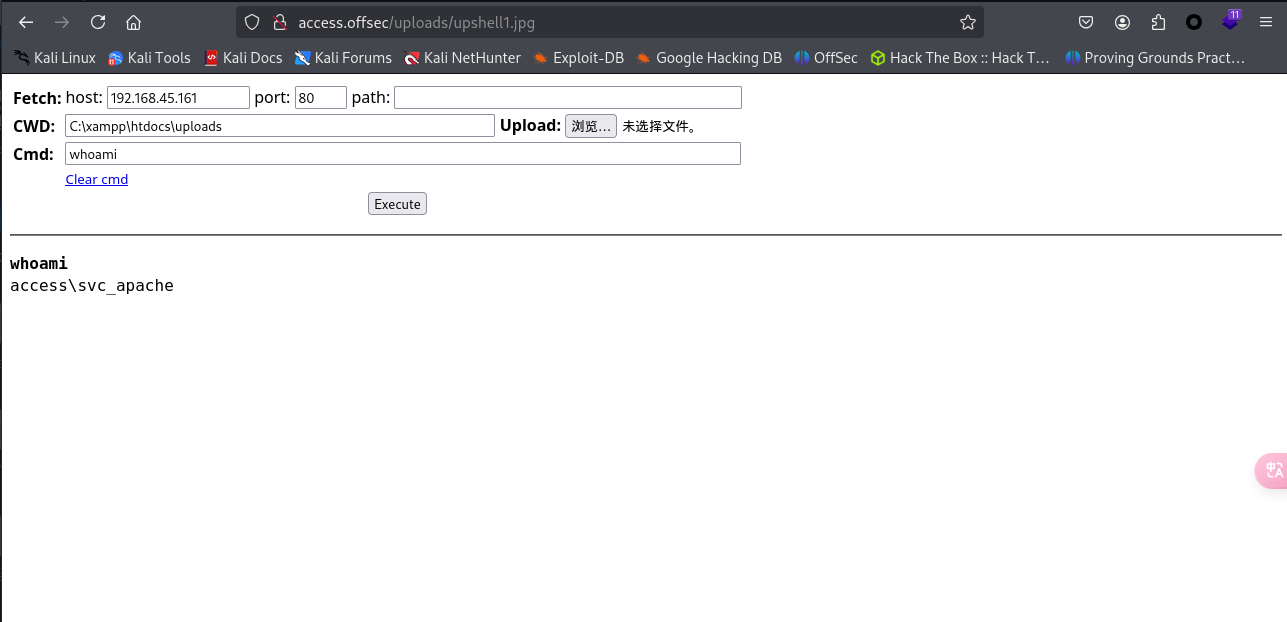 access.offsec/uploads/upshell1.jpg
11
Kali Linux Kali Tools Kali Docs Kali Forums Kali NetHunter Exploit-DB Google Hacking DB OffSec Hack The Box :: Hack T… Proving Grounds Pract…
Fetch: host: 192.168.45.161 port: 80 path:
CWD: C:\xampp\htdocs\uploads Upload: 浏览… 未选择文件。
Cmd: whoami
Clear cmd
Execute
whoami
access\svc_apache
中A